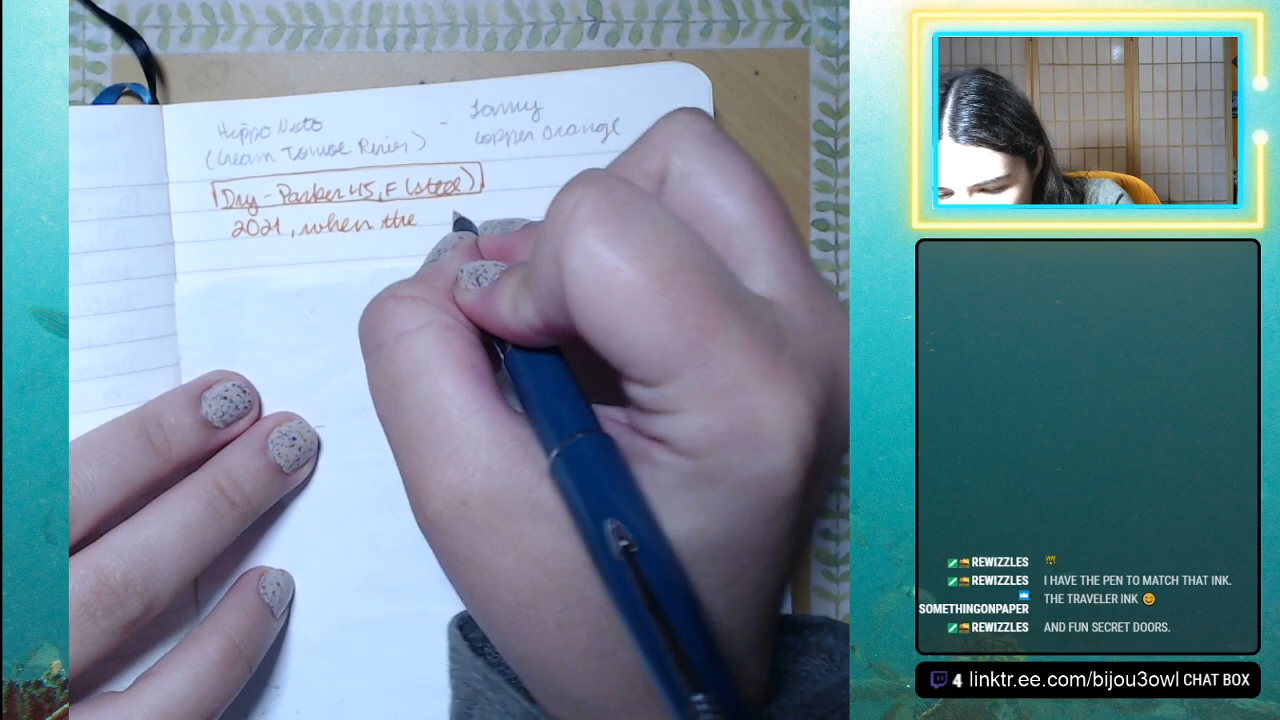 Hippo Noto
(Cream Tomoe River)
- Lamy
Copper Orange
Dry - Parker 45, F (steel)
2021, when the
REWIZZLES
REWIZZLES I HAVE THE PEN TO MATCH THAT INK.
SOMETHINGONPAPER THE TRAVELER INK
REWIZZLES AND FUN SECRET DOORS.
4 linktr.ee.com/bijou3owl CHAT BOX